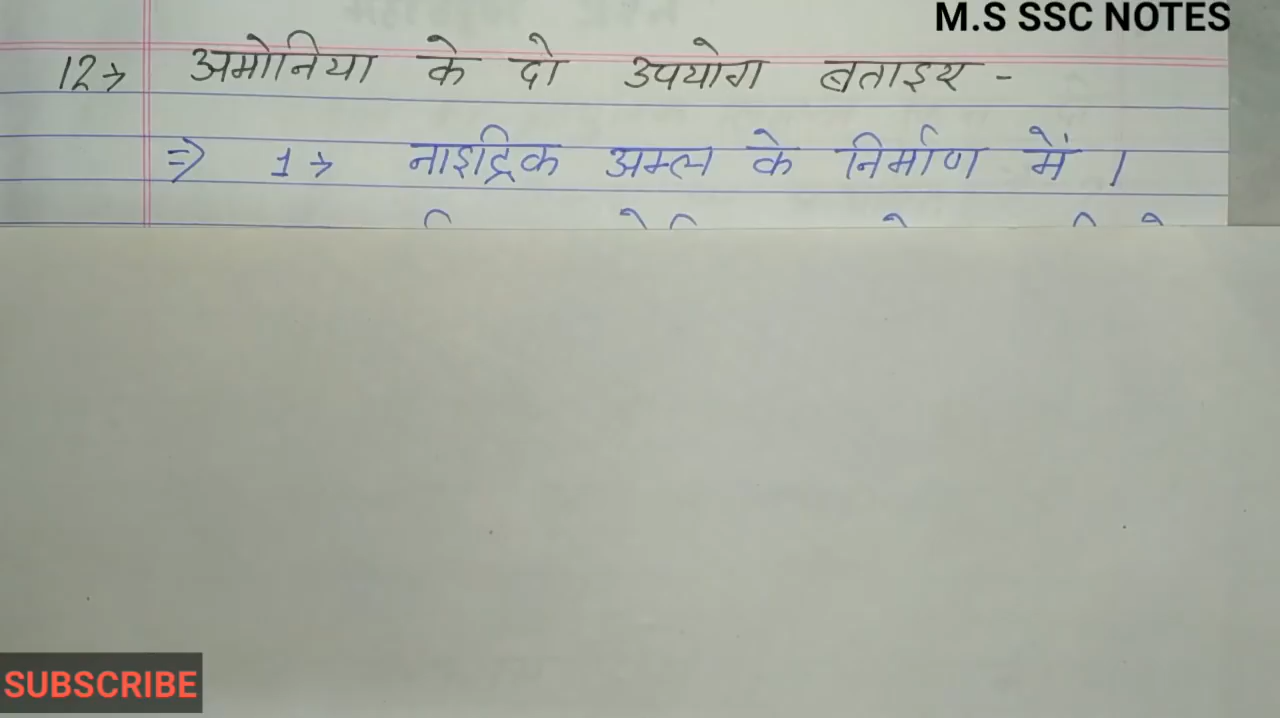 M.S SSC NOTES
12→ अमोनिया के दो उपयोग बताइए -
⇒ 1→ नाइट्रिक अम्ल के निर्माण में ।
SUBSCRIBE